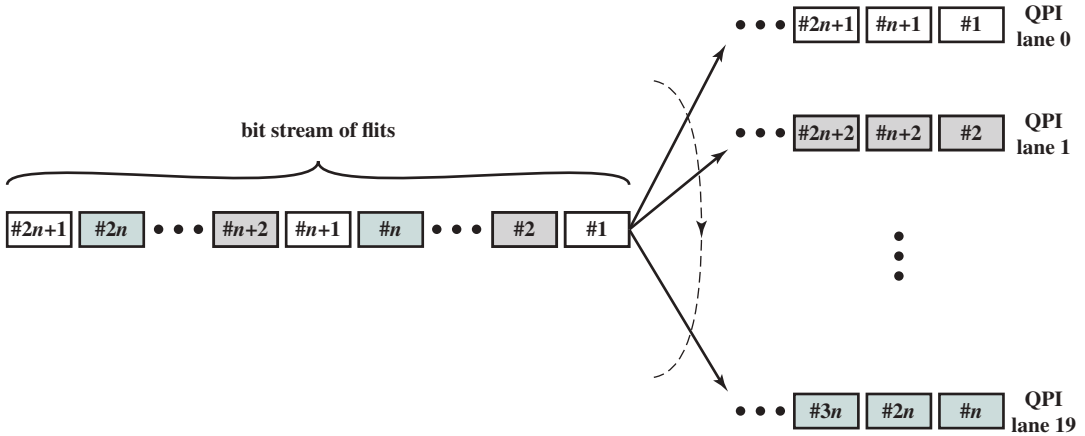 #2n+1 #n+1 #1 QPI
lane 0
#2n+2 #n+2 #2 QPI
lane 1
bit stream of flits
#2n+1 #2n #n+2 #n+1 #n #2 #1
#3n #2n #n QPI
lane 19